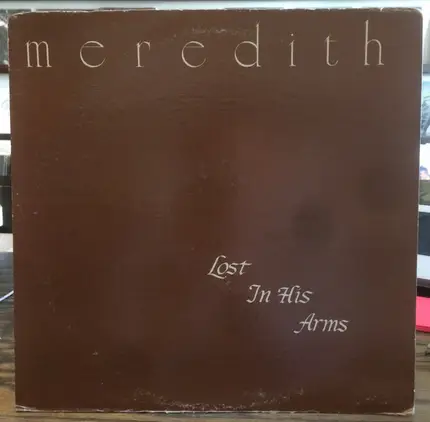 meredith
Lost
In His
Arms